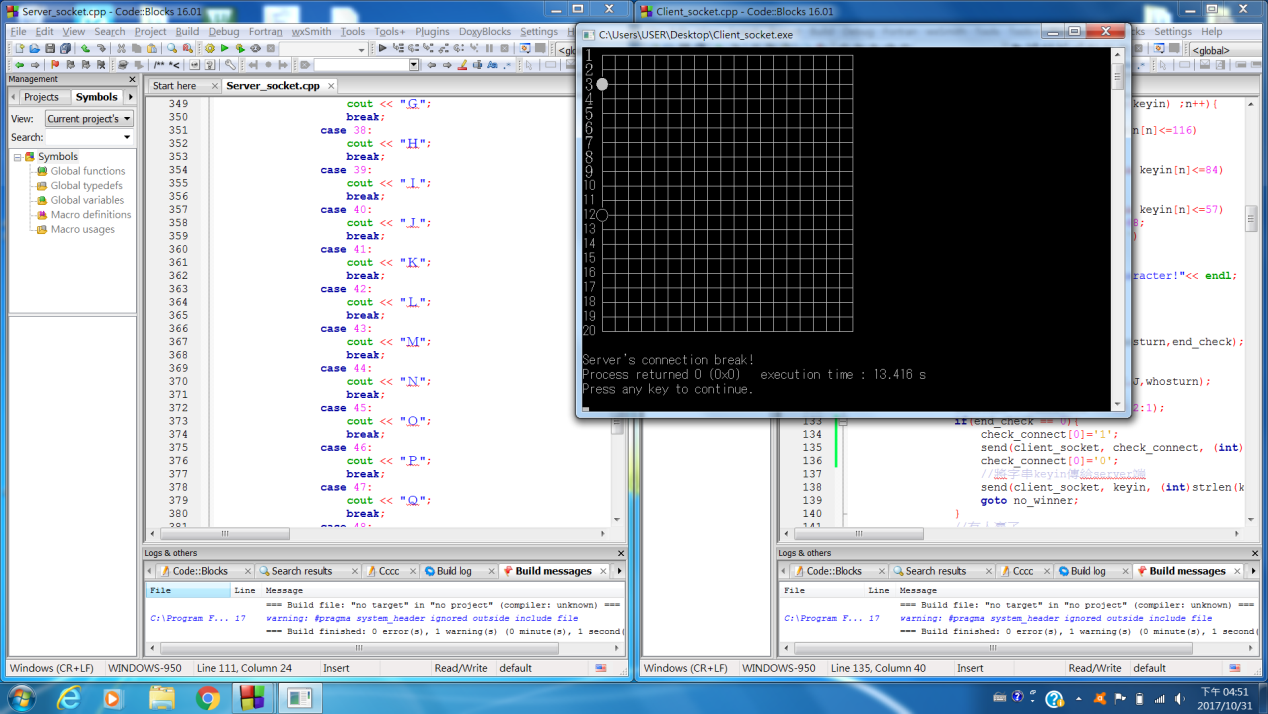 Server_socket.cpp - Code::Blocks 16.01
File Edit View Search Project Build Debug Fortran wxSmith Tools Tools+ Plugins DoxyBlocks Settings
Management
Projects Symbols
View: Current project's
Search:
Symbols
Global functions
Global typedefs
Global variables
Macro definitions
Macro usages
Start here Server_socket.cpp
349 cout << "G";
350 break;
351 case 38:
352 cout << "H";
353 break;
354 case 39:
355 cout << "I";
356 break;
357 case 40:
358 cout << "J";
359 break;
360 case 41:
361 cout << "K";
362 break;
363 case 42:
364 cout << "L";
365 break;
366 case 43:
367 cout << "M";
368 break;
369 case 44:
370 cout << "N";
371 break;
372 case 45:
373 cout << "O";
374 break;
375 case 46:
376 cout << "P";
377 break;
378 case 47:
379 cout << "Q";
380 break;
381 case 48:
Logs & others
Code::Blocks Search results Cccc Build log Build messages
File Line Message
=== Build file: "no target" in "no project" (compiler: unknown) ===
C:\Program F... 17 warning: #pragma system_header ignored outside include file
=== Build finished: 0 error(s), 1 warning(s) (0 minute(s), 1 second(
Windows (CR+LF) WINDOWS-950 Line 111, Column 24 Insert Read/Write default
Client_socket.cpp - Code::Blocks 16.01
Settings Help
<global>
C:\Users\USER\Desktop\Client_socket.exe
1
2
3
4
5
6
7
8
9
10
11
12
13
14
15
16
17
18
19
20
Server's connection break!
Process returned 0 (0x0) execution time : 13.416 s
Press any key to continue.
keyin) ;n++){
n[n]<=116)
keyin[n]<=84)
keyin[n]<=57)
8;
)
racter!"<< endl;
sturn,end_check);
J,whosturn);
2:1);
133 if(end_check == 0){
134 check_connect[0]='1';
135 send(client_socket, check_connect, (int)
136 check_connect[0]='0';
137 //將字串keyin傳給server端
138 send(client_socket, keyin, (int)strlen(k
139 goto no_winner;
140 }
141 //有人贏了
Logs & others
Code::Blocks Search results Cccc Build log Build messages
File Line Message
=== Build file: "no target" in "no project" (compiler: unknown) ===
C:\Program F... 17 warning: #pragma system_header ignored outside include file
=== Build finished: 0 error(s), 1 warning(s) (0 minute(s), 1 second(
Windows (CR+LF) WINDOWS-950 Line 135, Column 40 Insert Read/Write default
下午 04:51
2017/10/31